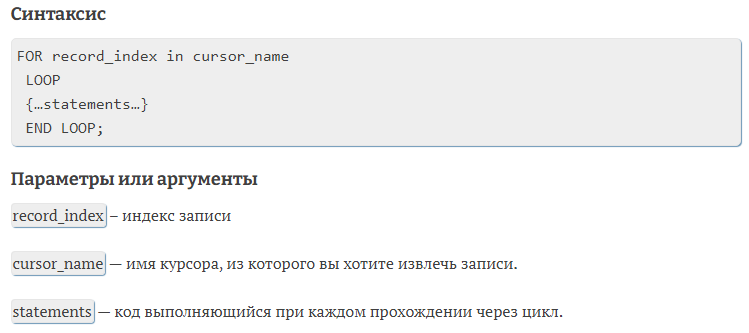 Синтаксис
FOR record_index in cursor_name
LOOP
{…statements…}
END LOOP;
Параметры или аргументы
record_index – индекс записи
cursor_name — имя курсора, из которого вы хотите извлечь записи.
statements — код выполняющийся при каждом прохождении через цикл.